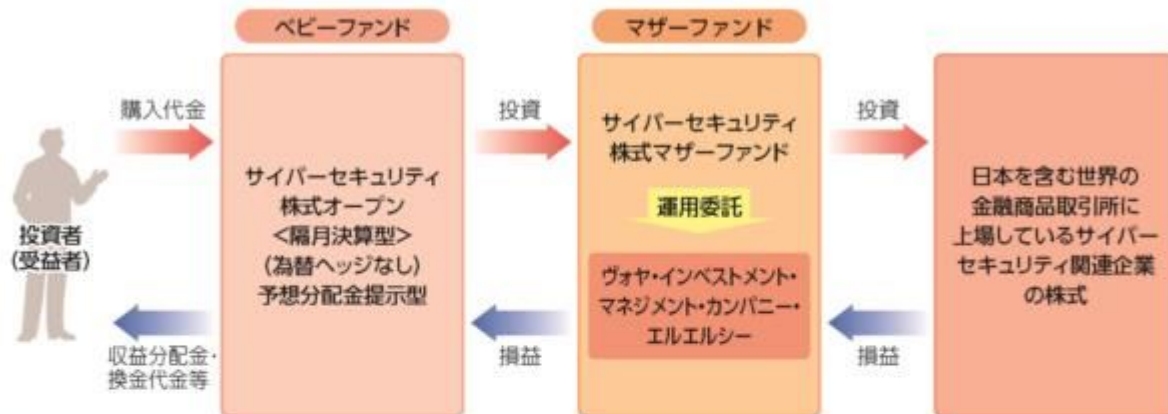 ベビーファンド
マザーファンド
購入代金
投資
投資
投資者
(受益者)
サイバーセキュリティ
株式オープン
<隔月決算型>
(為替ヘッジなし)
予想分配金提示型
サイバーセキュリティ
株式マザーファンド
運用委託
ヴォヤ・インベストメント・
マネジメント・カンパニー・
エルエルシー
日本を含む世界の
金融商品取引所に
上場しているサイバー
セキュリティ関連企業
の株式
収益分配金・
換金代金等
損益
損益